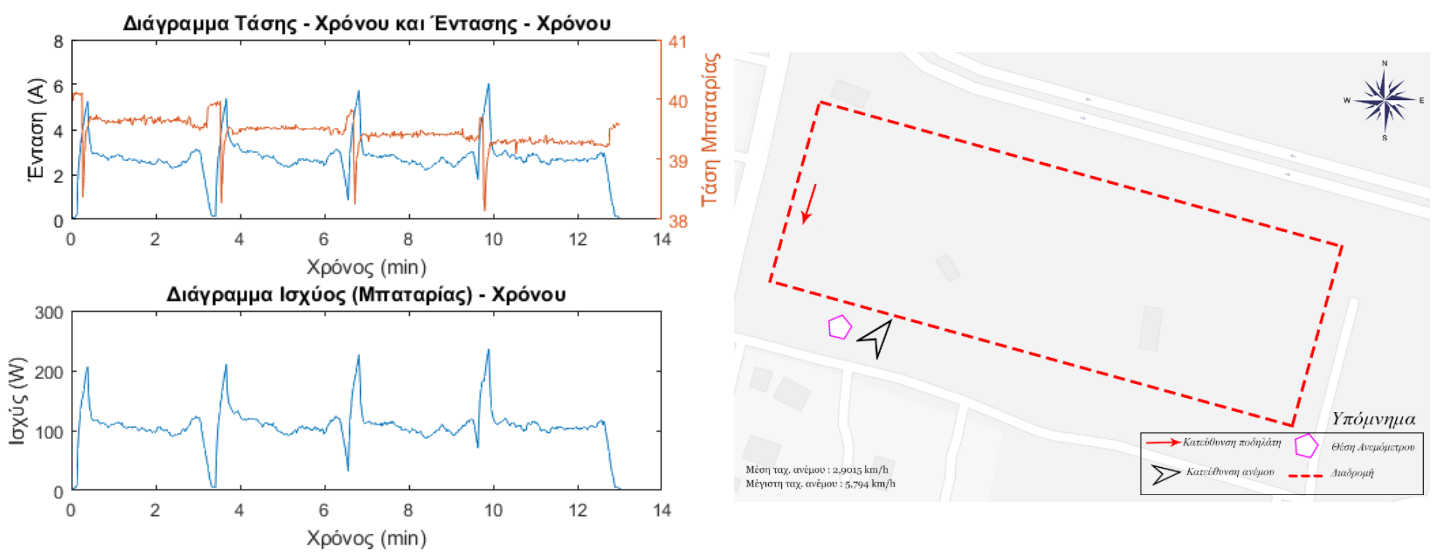 Διάγραμμα Τάσης - Χρόνου και Έντασης - Χρόνου
8
6
4
2
0
Ένταση (A)
41
40
39
38
Τάση Μπαταρίας
0 2 4 6 8 10 12 14
Χρόνος (min)
Διάγραμμα Ισχύος (Μπαταρίας) - Χρόνου
300
200
100
0
Ισχύς (W)
0 2 4 6 8 10 12 14
Χρόνος (min)
N
W E
S
Μέση ταχ. ανέμου : 2,9015 km/h
Μέγιστη ταχ. ανέμου : 5,794 km/h
Υπόμνημα
Κατεύθυνση ποδηλάτη
Θέση Ανεμόμετρου
Κατεύθυνση ανέμου
Διαδρομή